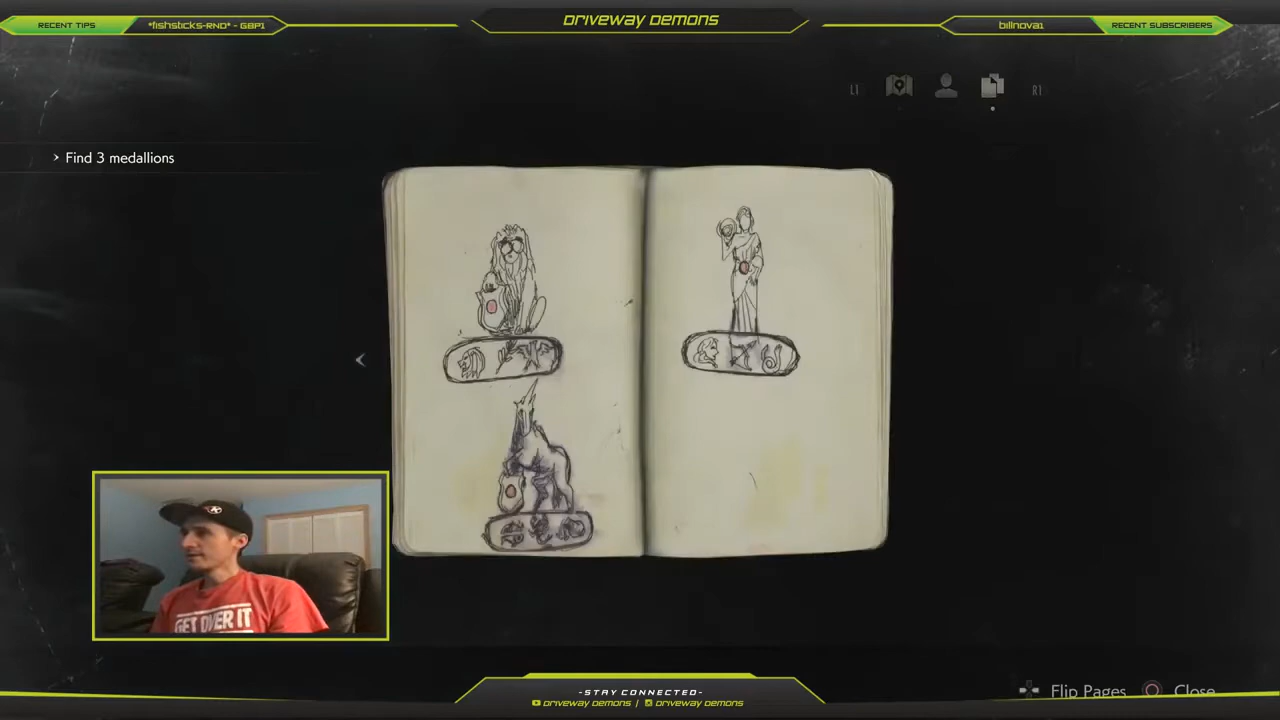 RECENT TIPS
*fishsticks-RND* - GBP1
DRIVEWAY DEMONS
billnova1
RECENT SUBSCRIBERS
L1
R1
> Find 3 medallions
GET OVER IT
-STAY CONNECTED-
DRIVEWAY DEMONS | DRIVEWAY DEMONS
Flip Pages
Close